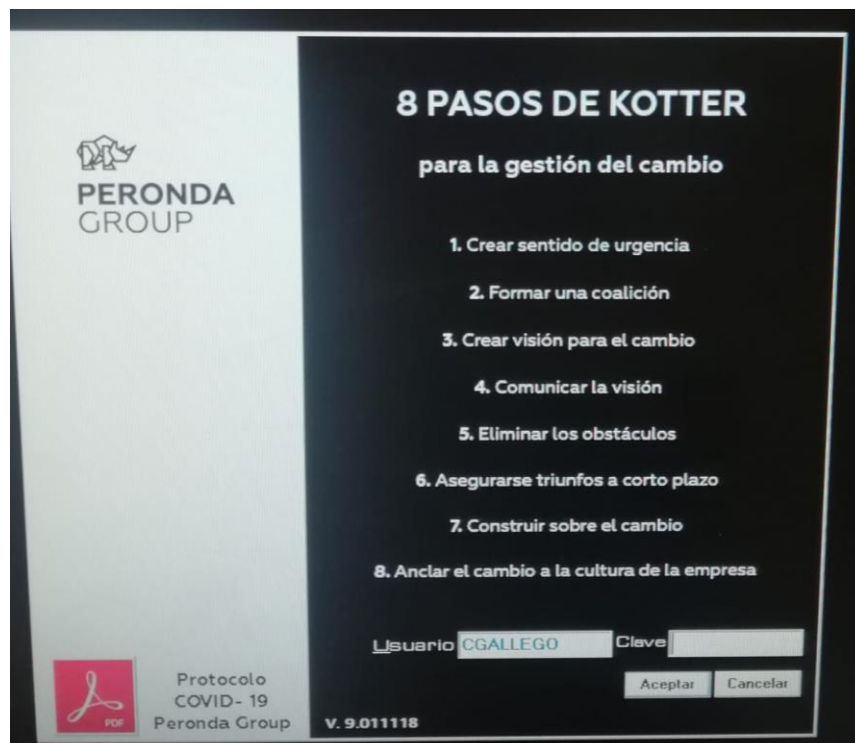 PERONDA
GROUP
8 PASOS DE KOTTER
para la gestión del cambio
1. Crear sentido de urgencia
2. Formar una coalición
3. Crear visión para el cambio
4. Comunicar la visión
5. Eliminar los obstáculos
6. Asegurarse triunfos a corto plazo
7. Construir sobre el cambio
8. Anclar el cambio a la cultura de la empresa
Usuario CGALLEGO Clave
Aceptar Cancelar
PDF
Protocolo
COVID- 19
Peronda Group
V. 9.011118